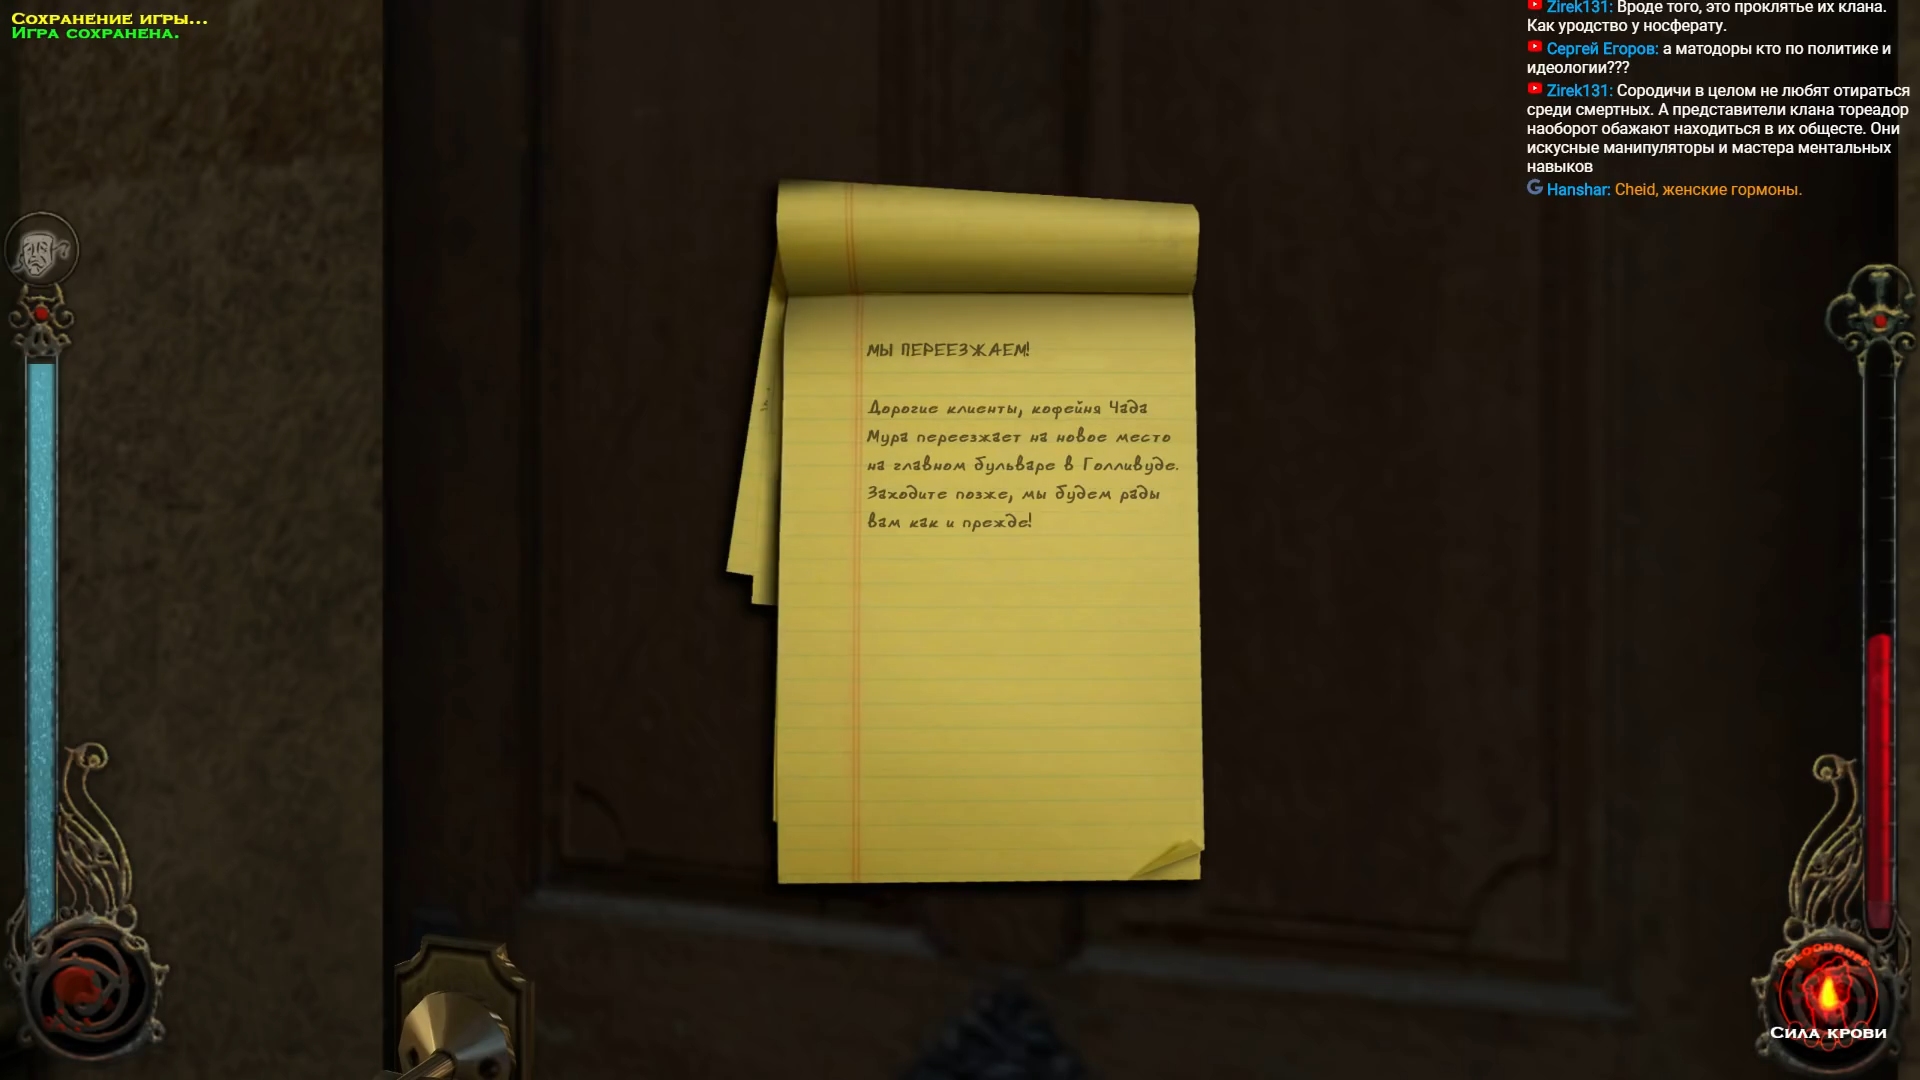 Сохранение игры...
Игра сохранена.
Zirek131: Вроде того, это проклятье их клана.
Как уродство у носферату.
Сергей Егоров: а матодоры кто по политике и
идеологии???
Zirek131: Сородичи в целом не любят отираться
среди смертных. А представители клана тореадор
наоборот обажают находиться в их общесте. Они
искусные манипуляторы и мастера ментальных
навыков
Hanshar: Cheid, женские гормоны.
МЫ ПЕРЕЕЗЖАЕМ!
Дорогие клиенты, кофейня Чада
Мура переезжает на новое место
на главном бульваре в Голливуде.
Заходите позже, мы будем рады
вам как и прежде!
BLOODBUFF
Сила крови